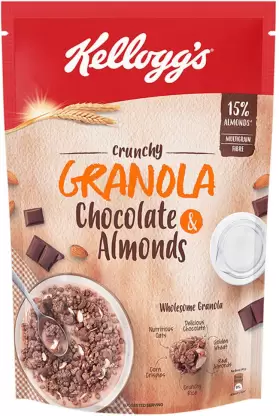 Kellogg's
15%
ALMONDS*
MULTIGRAIN
FIBRE
crunchy
GRANOLA
Chocolate
&
Almonds
Wholesome Granola
Nutritious
Oats
Delicious
Chocolate
Golden
Wheat
Corn
Crispies
Real
Almonds
Crunchy
Rice